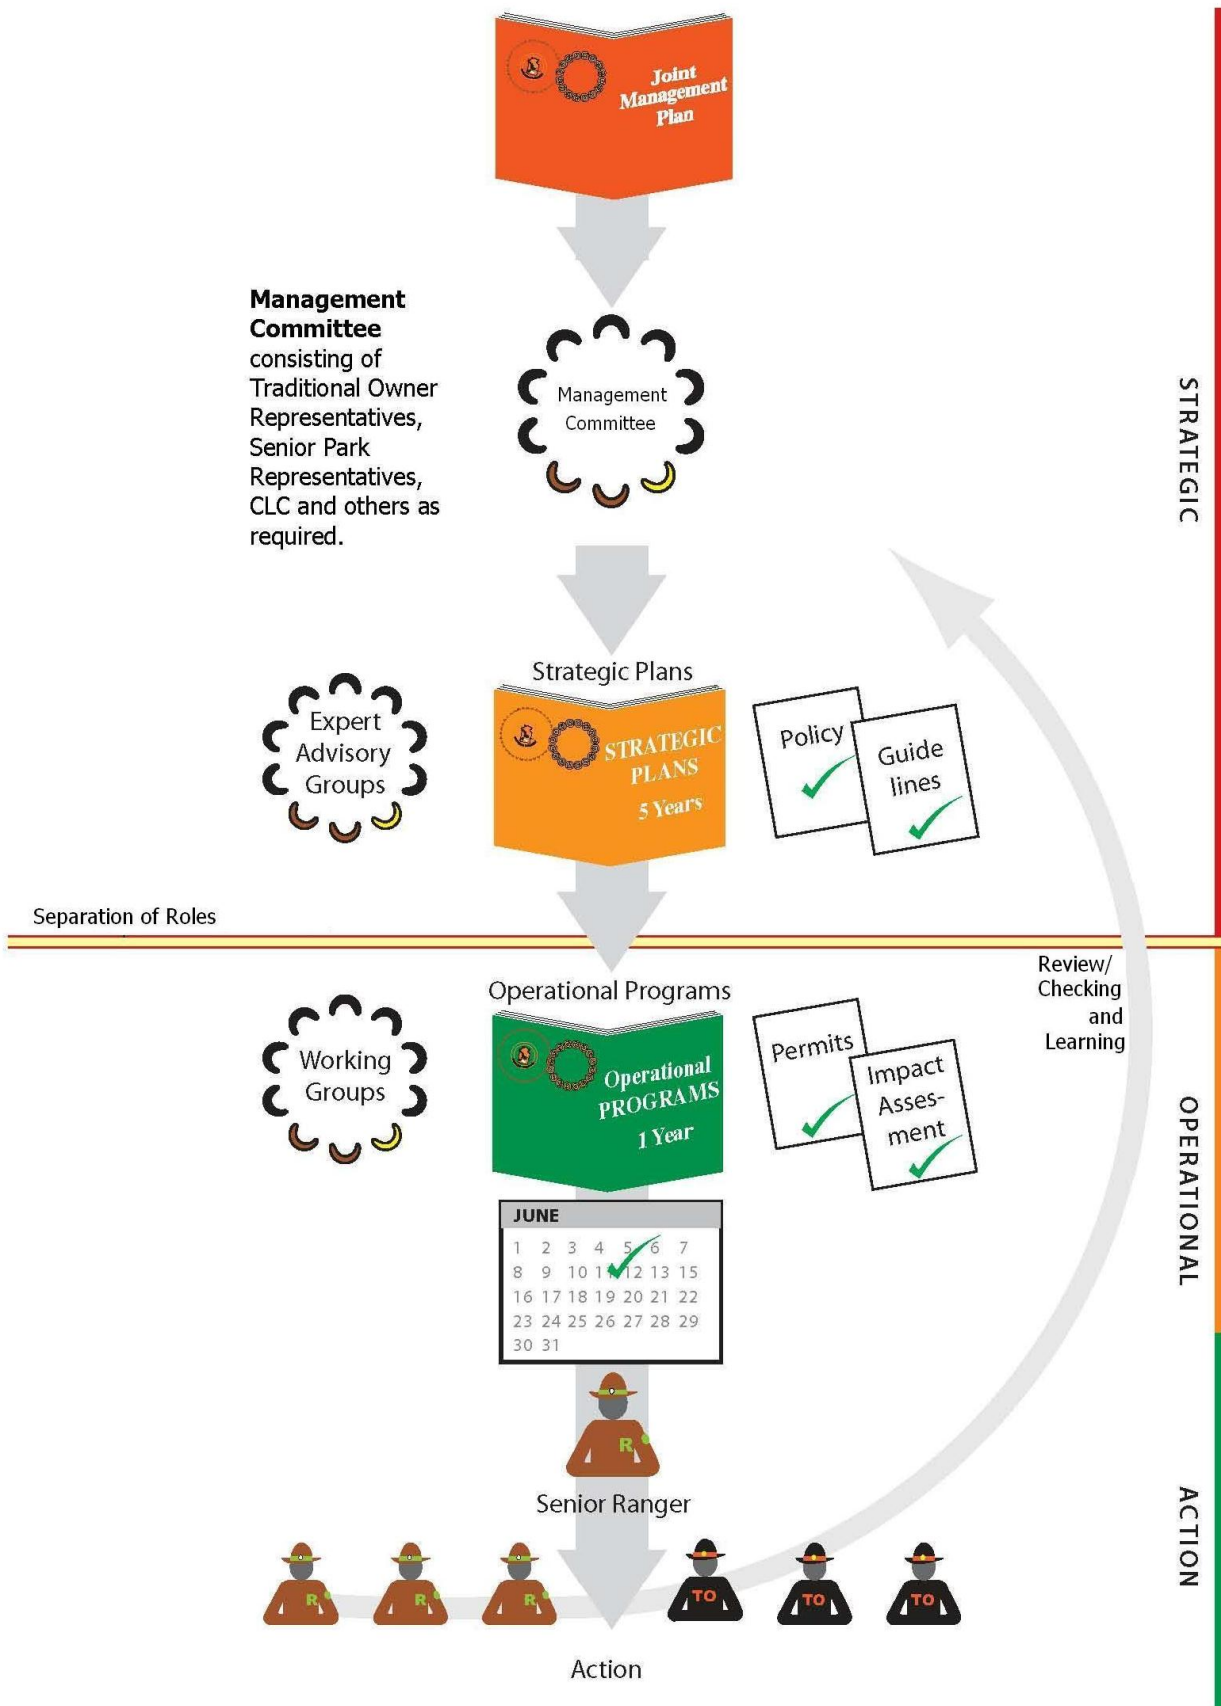 Joint
Management
Plan
Management
Committee
consisting of
Traditional Owner
Representatives,
Senior Park
Representatives,
CLC and others as
required.
Management
Committee
STRATEGIC
Strategic Plans
Expert
Advisory
Groups
STRATEGIC
PLANS
5 Years
Policy
Guide
lines
Separation of Roles
Review/
Checking
and
Learning
Operational Programs
Working
Groups
Operational
PROGRAMS
1 Year
Permits
Impact
Asses-
ment
OPERATIONAL
JUNE
1 2 3 4 5 6 7
8 9 10 11 12 13 15
16 17 18 19 20 21 22
23 24 25 26 27 28 29
30 31
R
Senior Ranger
ACTION
R R R TO TO TO
Action